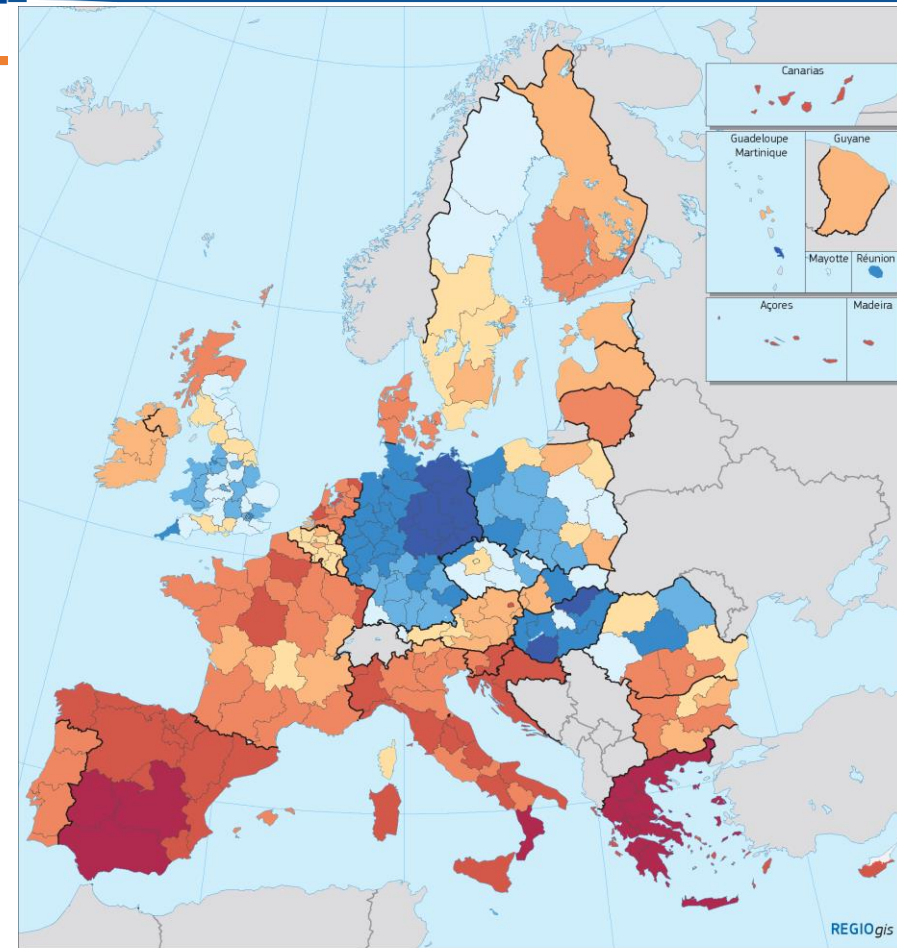 Canarias
Guadeloupe
Martinique
Guyane
Mayotte
Réunion
Açores
Madeira
REGIOgis